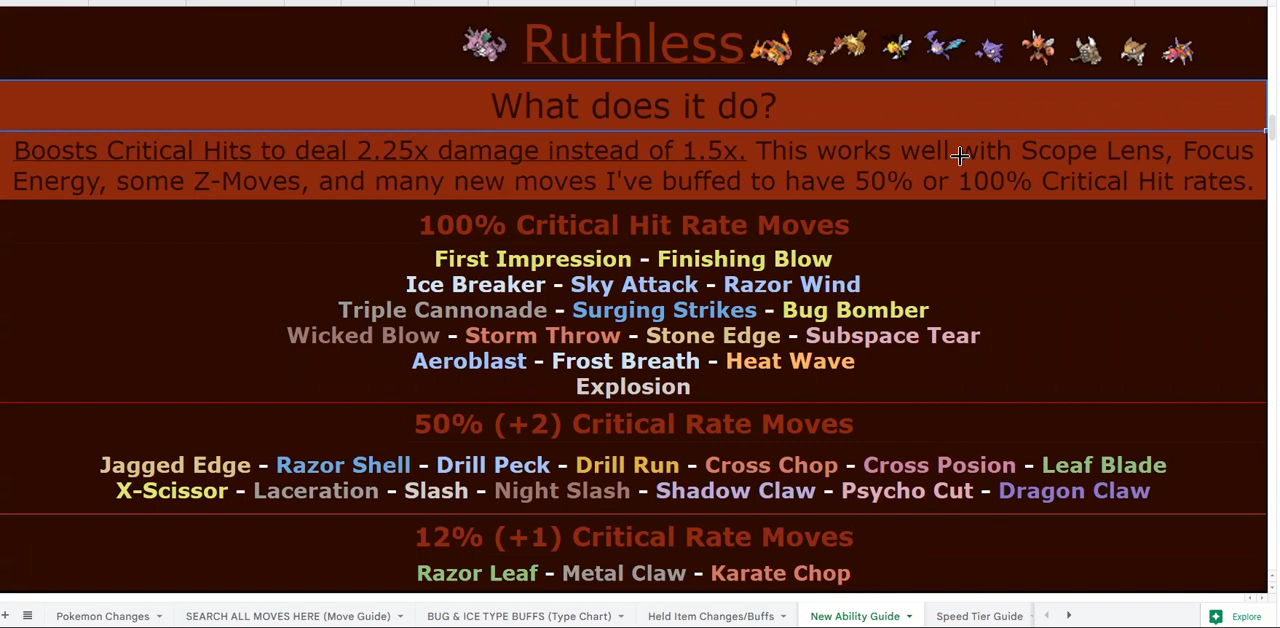 Ruthless
What does it do?
Boosts Critical Hits to deal 2.25x damage instead of 1.5x. This works well with Scope Lens, Focus
Energy, some Z-Moves, and many new moves I've buffed to have 50% or 100% Critical Hit rates.
100% Critical Hit Rate Moves
First Impression - Finishing Blow
Ice Breaker - Sky Attack - Razor Wind
Triple Cannonade - Surging Strikes - Bug Bomber
Wicked Blow - Storm Throw - Stone Edge - Subspace Tear
Aeroblast - Frost Breath - Heat Wave
Explosion
50% (+2) Critical Rate Moves
Jagged Edge - Razor Shell - Drill Peck - Drill Run - Cross Chop - Cross Posion - Leaf Blade
X-Scissor - Laceration - Slash - Night Slash - Shadow Claw - Psycho Cut - Dragon Claw
12% (+1) Critical Rate Moves
Razor Leaf - Metal Claw - Karate Chop
Pokemon Changes SEARCH ALL MOVES HERE (Move Guide) BUG & ICE TYPE BUFFS (Type Chart) Held Item Changes/Buffs New Ability Guide Speed Tier Guide Explore